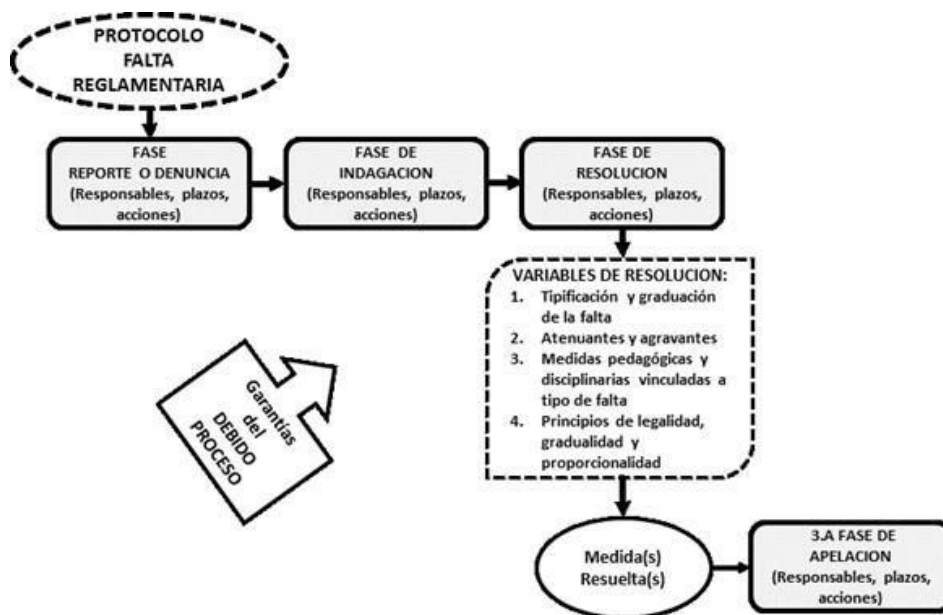 PROTOCOLO
FALTA
REGLAMENTARIA
FASE
REPORTE O DENUNCIA
(Responsables, plazos,
acciones)
FASE DE
INDAGACION
(Responsables, plazos,
acciones)
FASE DE
RESOLUCION
(Responsables, plazos,
acciones)
VARIABLES DE RESOLUCION:
1. Tipificación y graduación
de la falta
2. Atenuantes y agravantes
3. Medidas pedagógicas y
disciplinarias vinculadas a
tipo de falta
4. Principios de legalidad,
gradualidad y
proporcionalidad
Garantías
del
DEBIDO
PROCESO
Medida(s)
Resuelta(s)
3.A FASE DE
APELACION
(Responsables, plazos,
acciones)